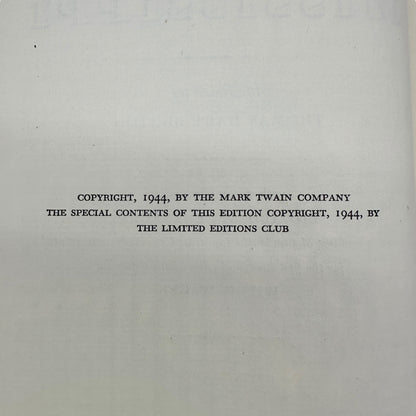 COPYRIGHT, 1944, BY THE MARK TWAIN COMPANY
THE SPECIAL CONTENTS OF THIS EDITION COPYRIGHT, 1944, BY
THE LIMITED EDITIONS CLUB